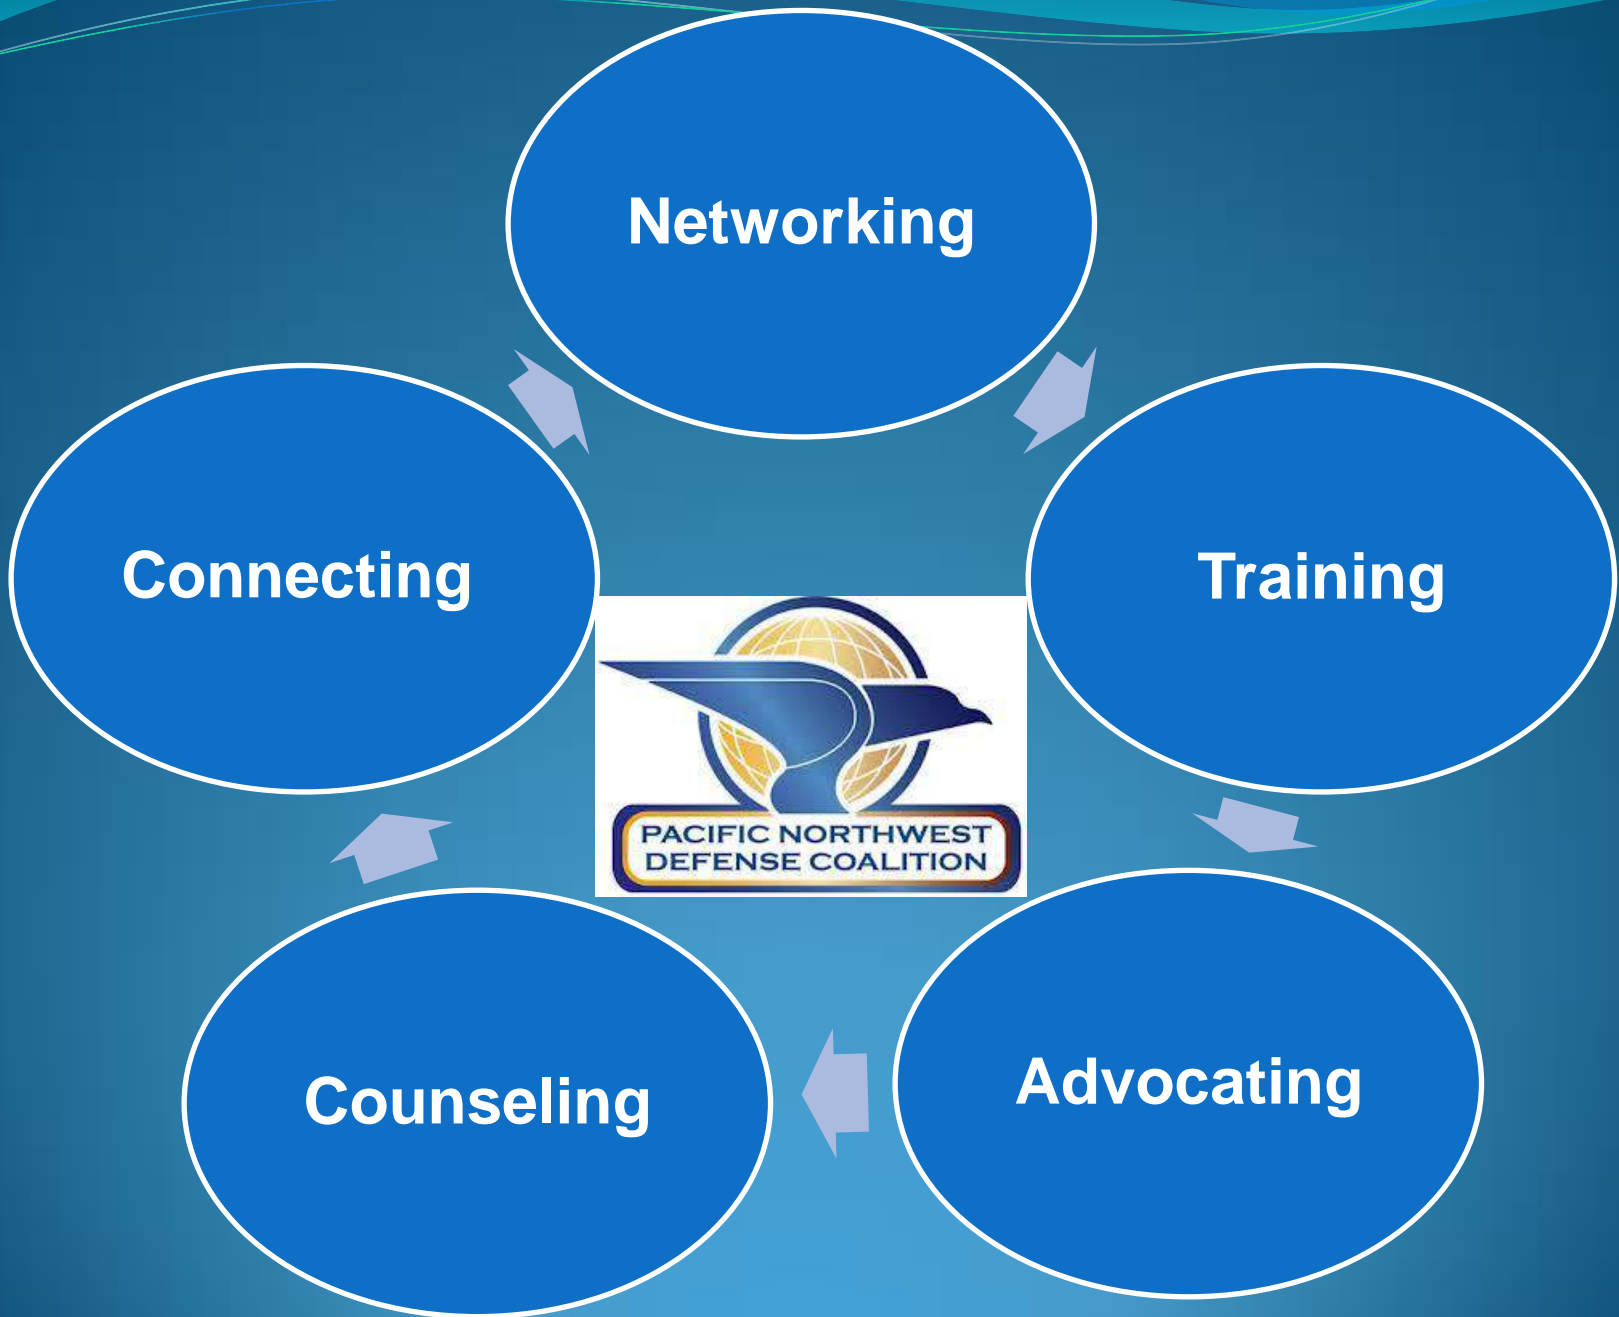 Networking
Connecting
Training
PACIFIC NORTHWEST
DEFENSE COALITION
Counseling
Advocating